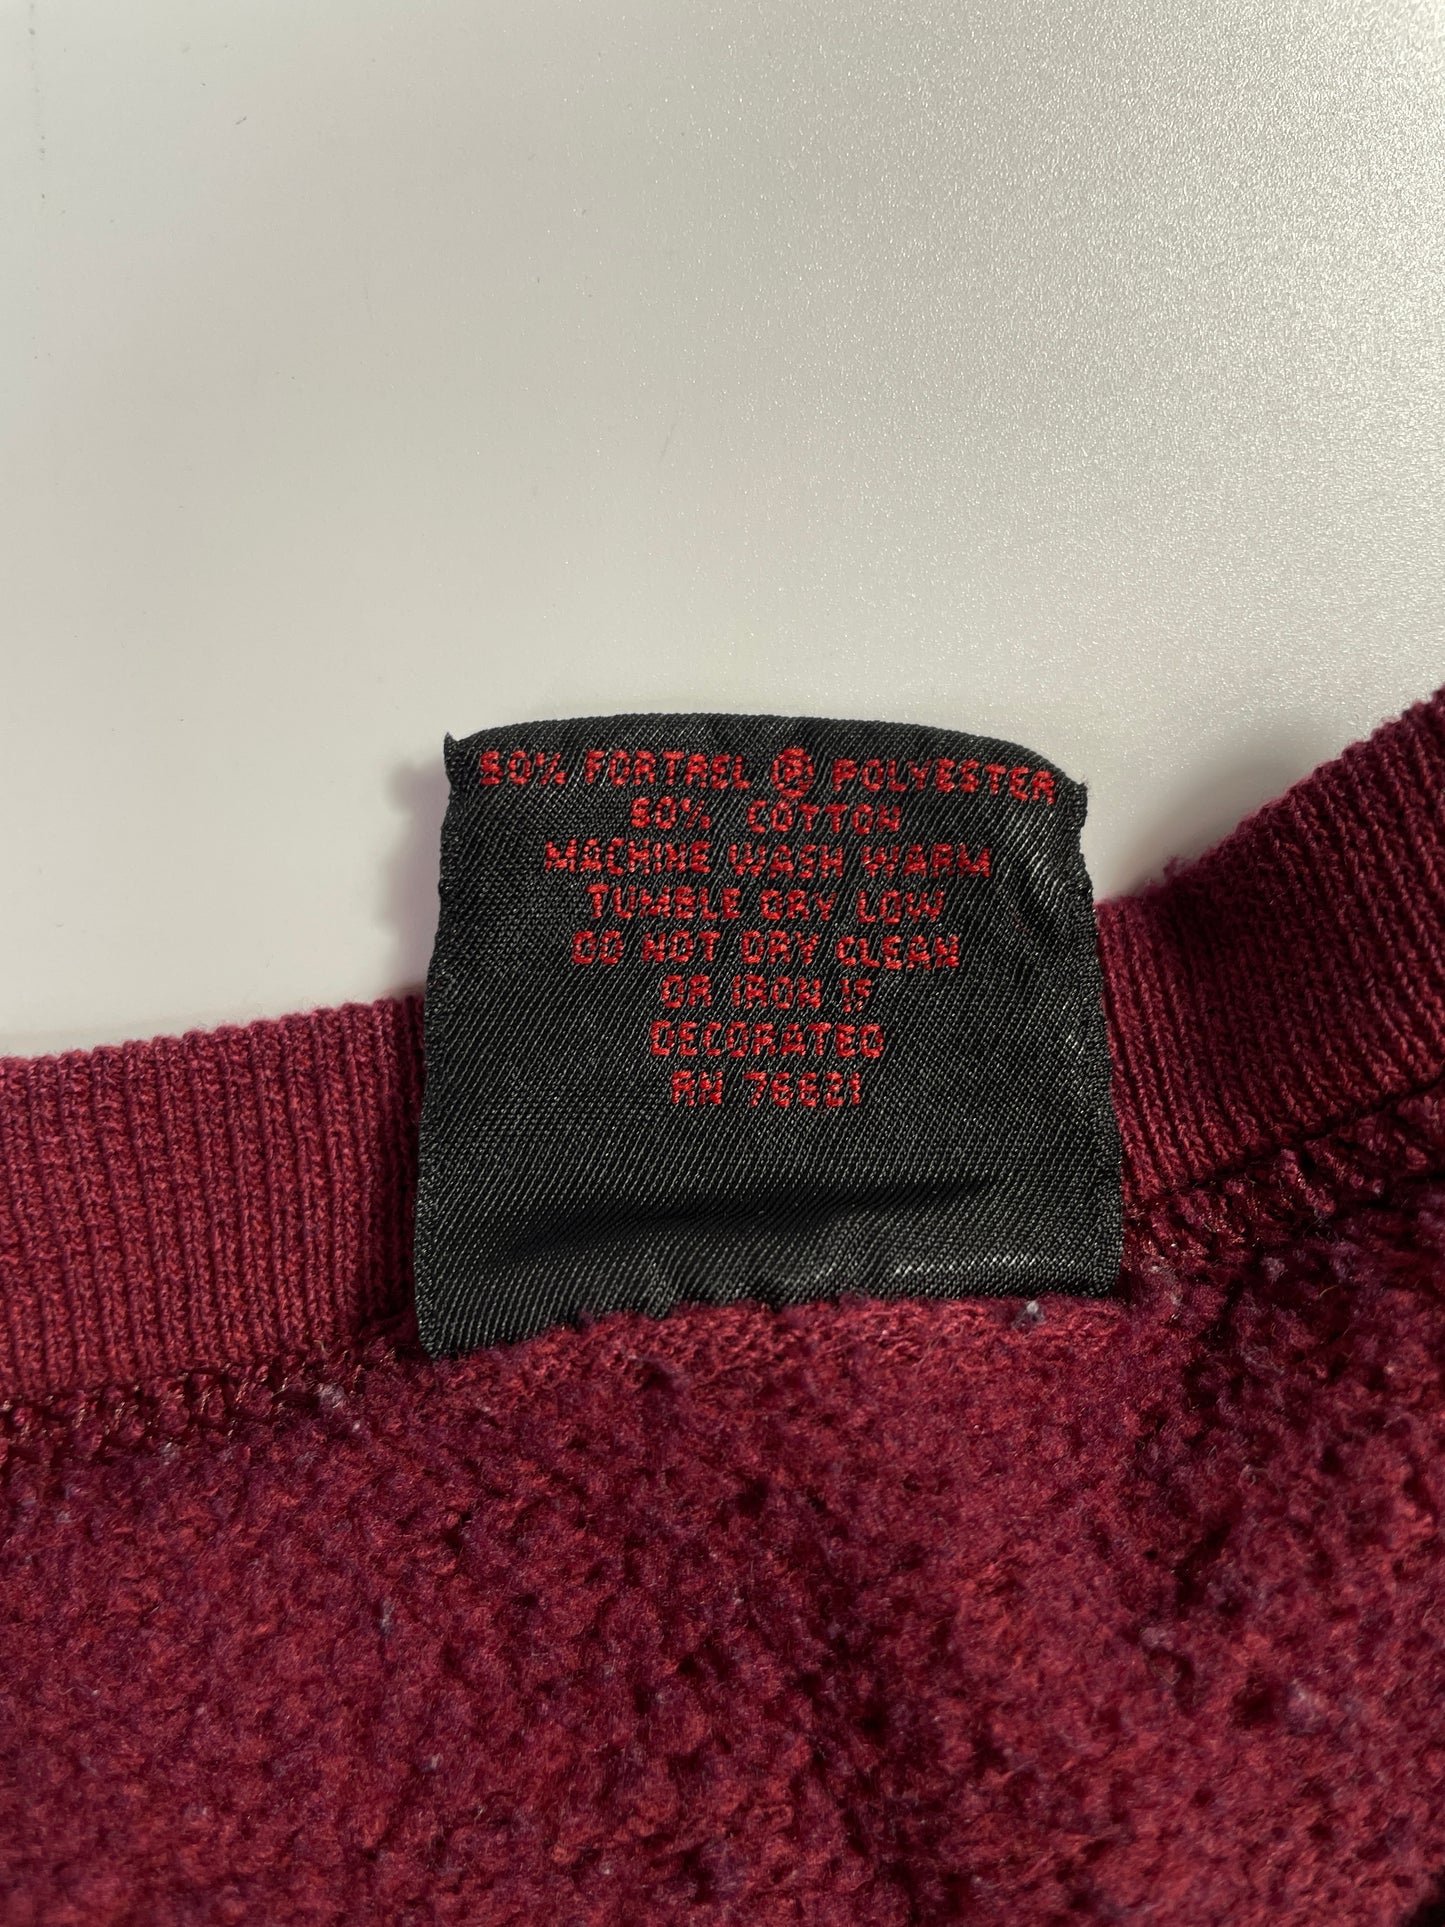 50% FORTREL ® POLYESTER
50% COTTON
MACHINE WASH WARM
TUMBLE DRY LOW
DO NOT DRY CLEAN
OR IRON IF
DECORATED
RN 76621